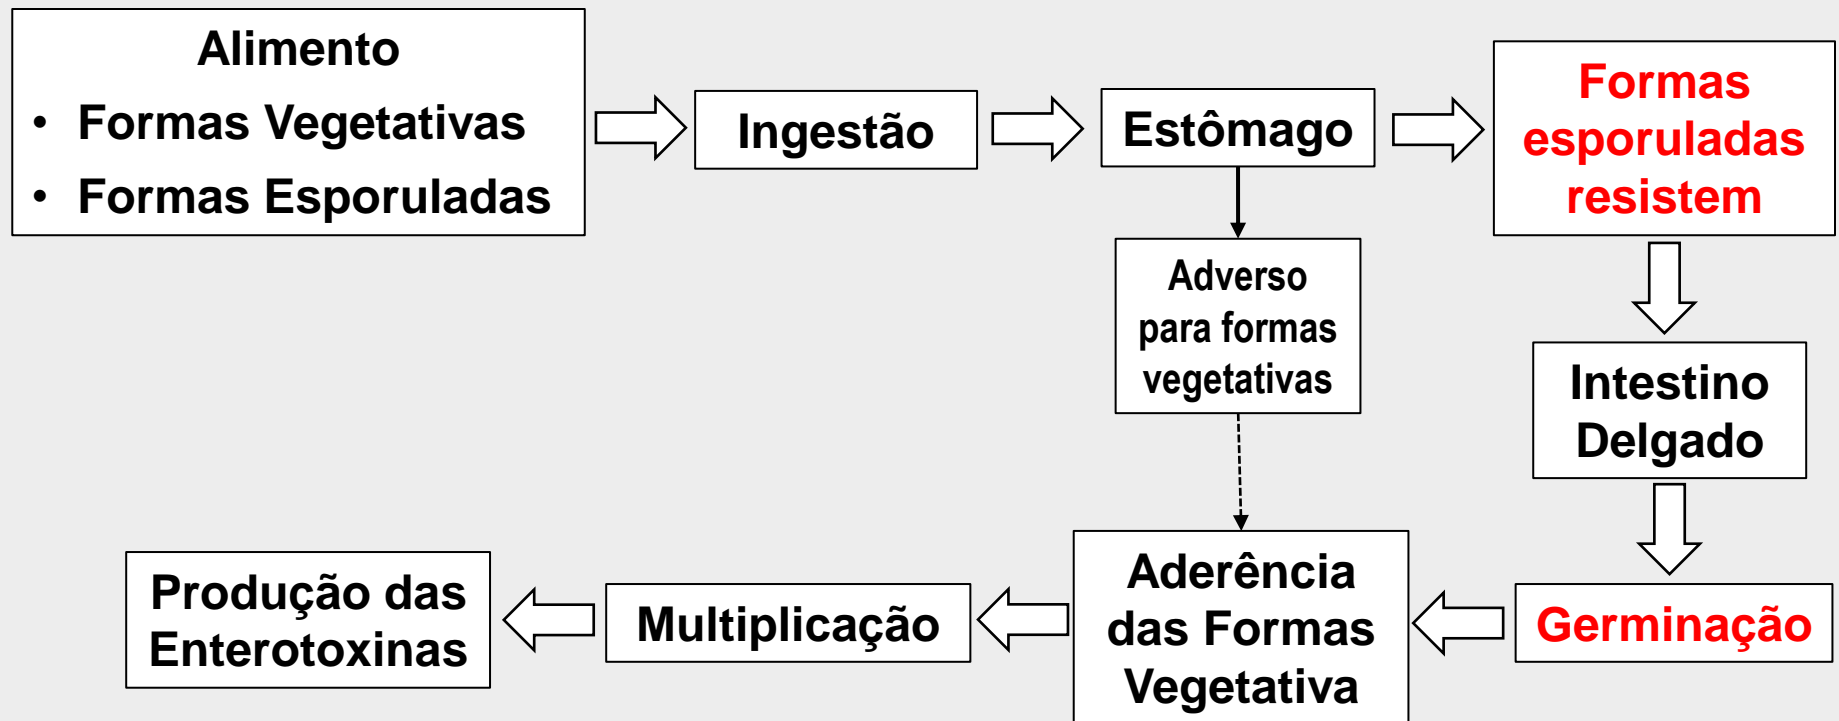 Alimento
• Formas Vegetativas
• Formas Esporuladas
Ingestão
Estômago
Formas
esporuladas
resistem
Adverso
para formas
vegetativas
Intestino
Delgado
Germinação
Aderência
das Formas
Vegetativa
Multiplicação
Produção das
Enterotoxinas